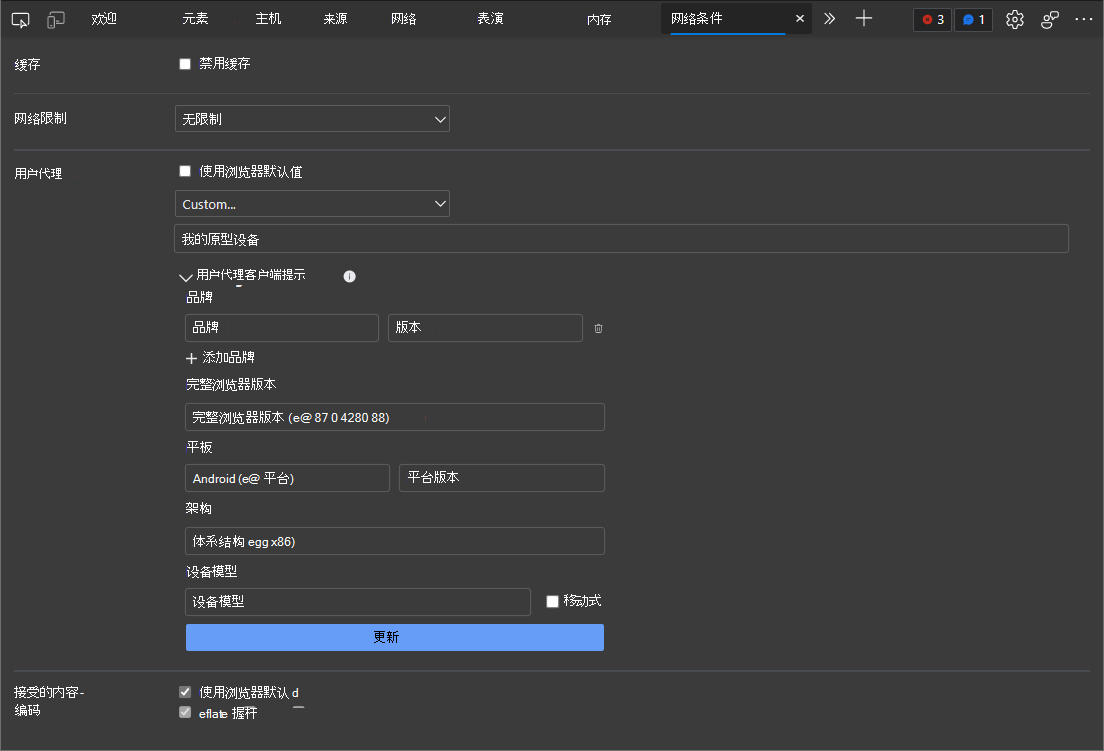 欢迎 元素 主机 来源 网络 表演 内存 网络条件 3 1
缓存 禁用缓存
网络限制 无限制
用户代理 使用浏览器默认值
Custom...
我的原型设备
用户代理客户端提示
品牌
品牌 版本
添加品牌
完整浏览器版本
完整浏览器版本 (e@ 87 0 4280 88)
平板
Android (e@ 平台) 平台版本
架构
体系结构 egg x86)
设备模型
设备模型 移动式
更新
接受的内容- 使用浏览器默认 d
编码 eflate 握杆